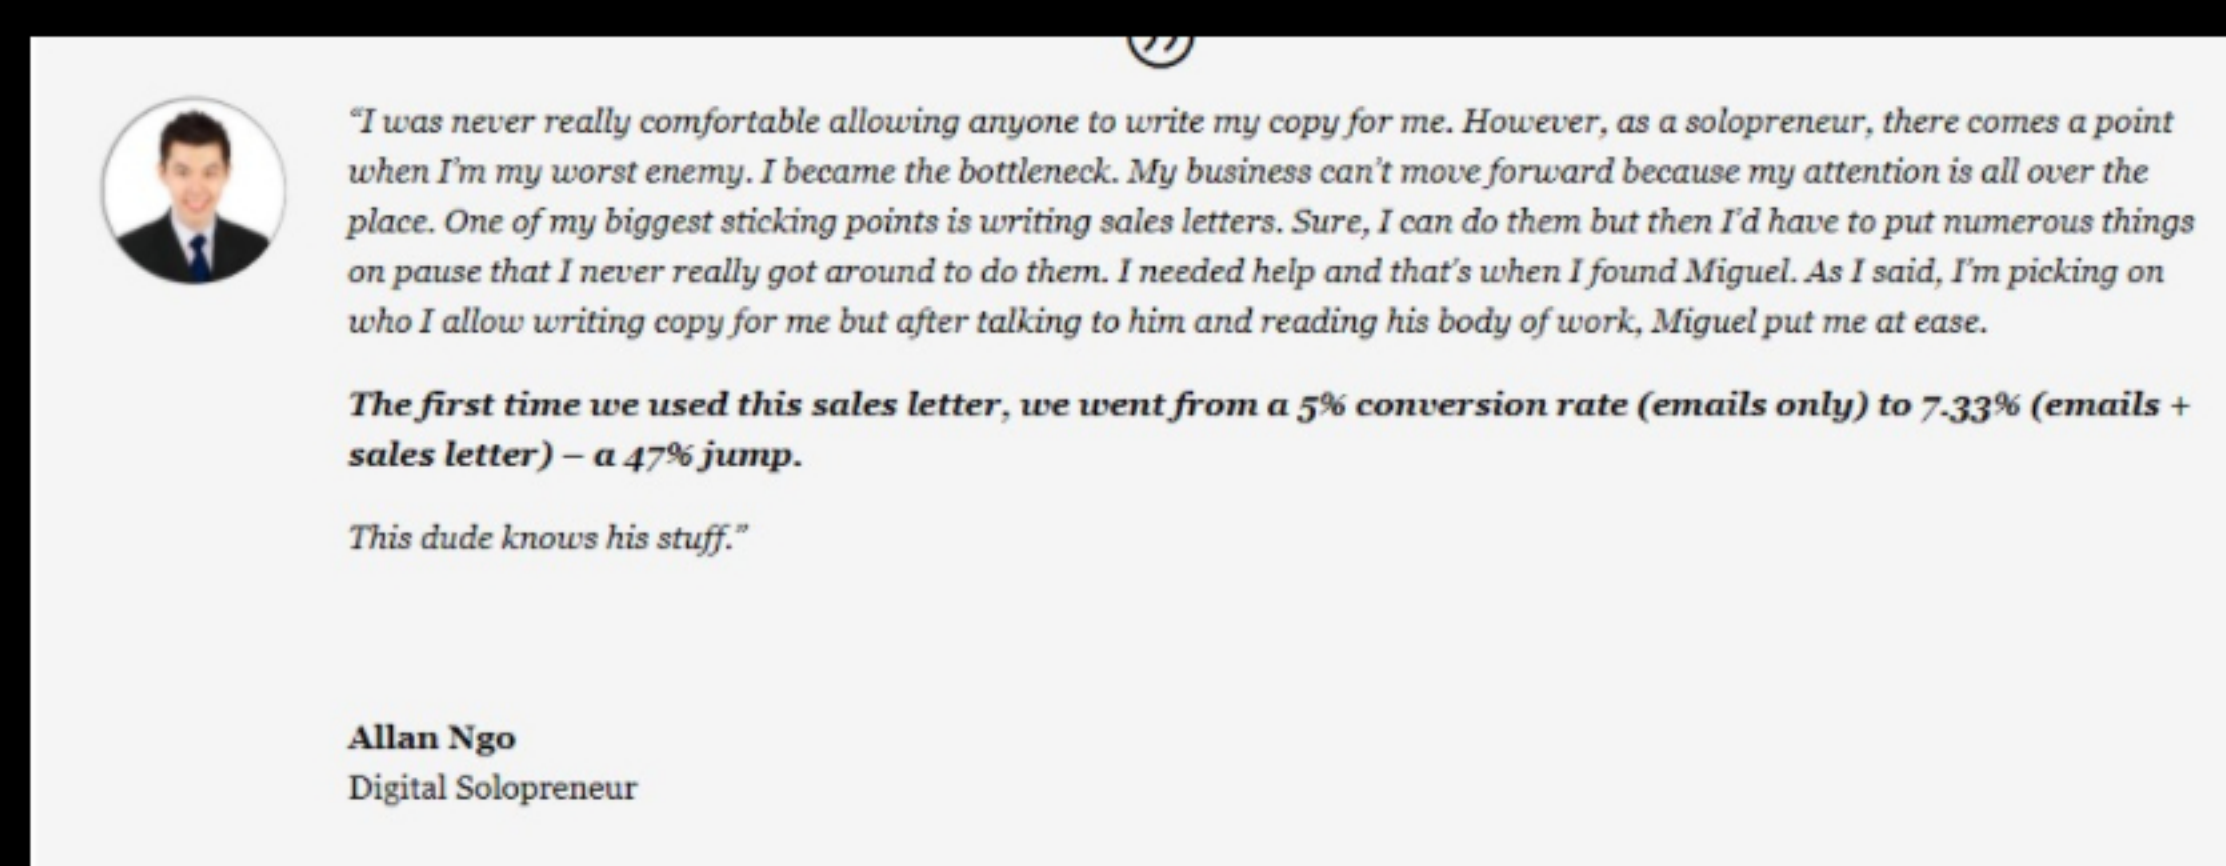 “I was never really comfortable allowing anyone to write my copy for me. However, as a solopreneur, there comes a point
when I’m my worst enemy. I became the bottleneck. My business can’t move forward because my attention is all over the
place. One of my biggest sticking points is writing sales letters. Sure, I can do them but then I’d have to put numerous things
on pause that I never really got around to do them. I needed help and that’s when I found Miguel. As I said, I’m picking on
who I allow writing copy for me but after talking to him and reading his body of work, Miguel put me at ease.
The first time we used this sales letter, we went from a 5% conversion rate (emails only) to 7.33% (emails +
sales letter) – a 47% jump.
This dude knows his stuff.”
Allan Ngo
Digital Solopreneur